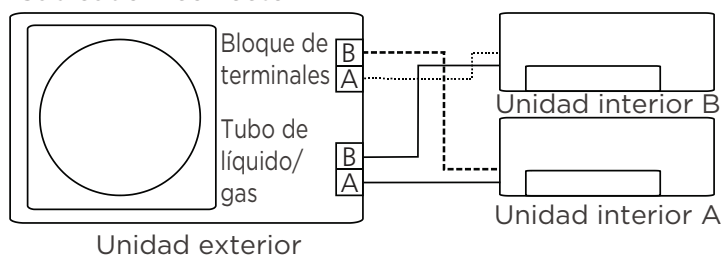 Bloque de
terminales
B
A
Tubo de
líquido/
gas
B
A
Unidad interior B
Unidad interior A
Unidad exterior